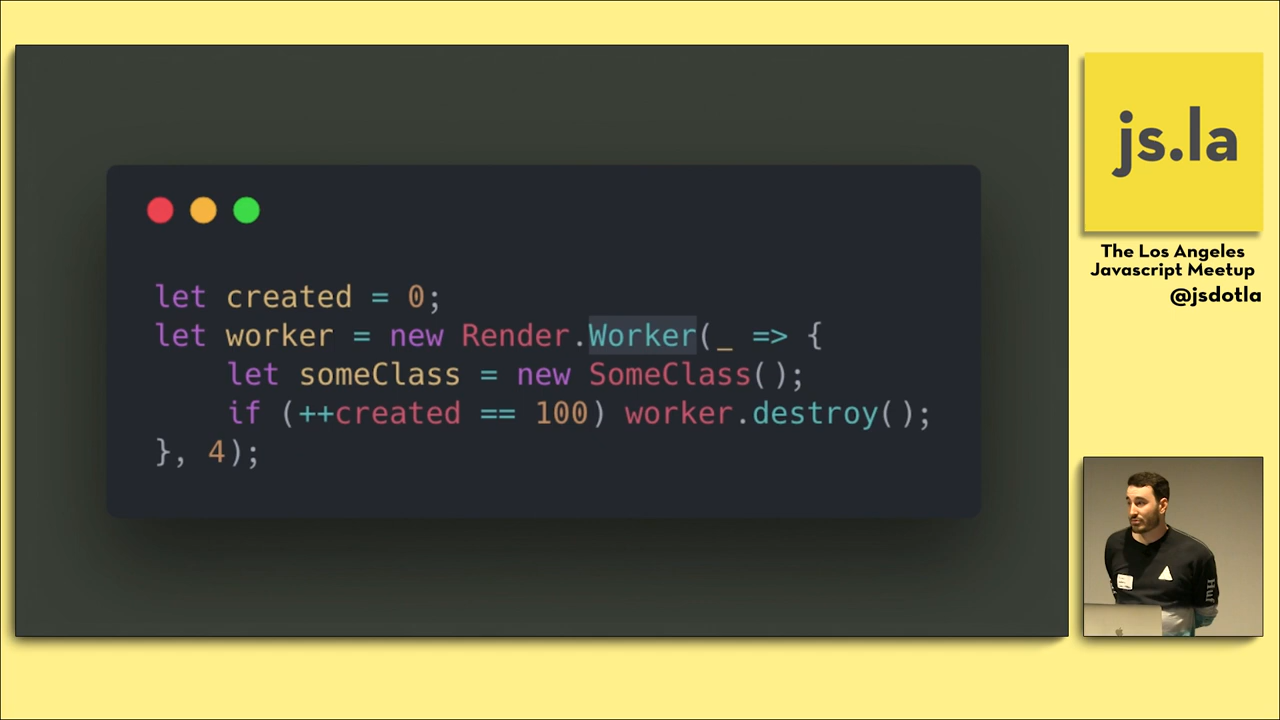 let created = 0;
let worker = new Render.Worker(_ => {
    let someClass = new SomeClass();
    if (++created == 100) worker.destroy();
}, 4);
js.la
The Los Angeles
Javascript Meetup
@jsdotla